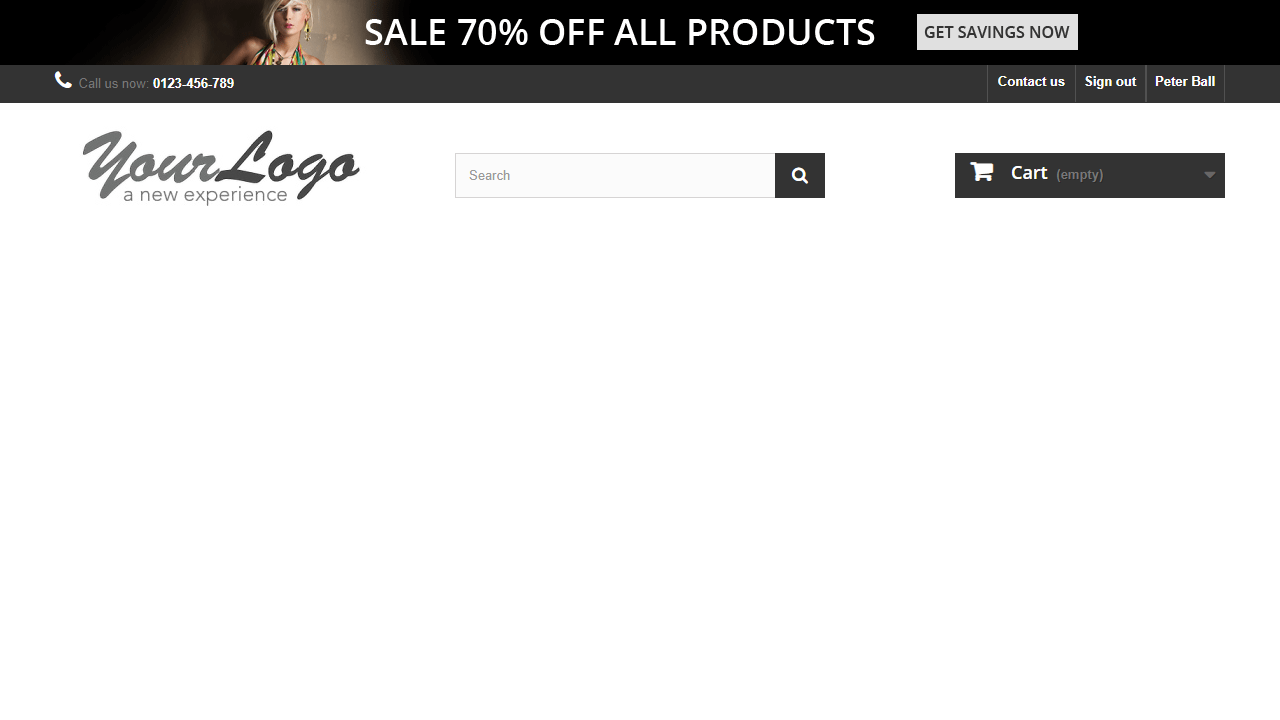 SALE 70% OFF ALL PRODUCTS GET SAVINGS NOW
Call us now: 0123-456-789 Contact us Sign out Peter Ball
YourLogo
a new experience
Search
Cart (empty)